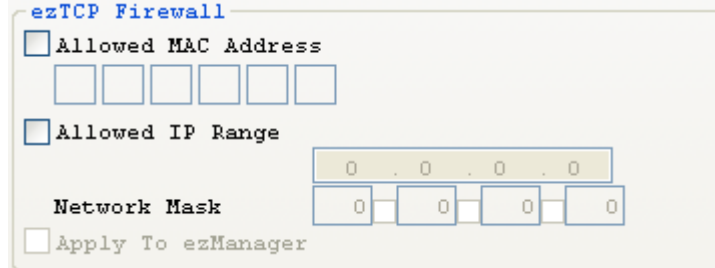 ezTCP Firewall
Allowed MAC Address
Allowed IP Range
0 . 0 . 0 . 0
Network Mask 0 0 0 0
Apply To ezManager